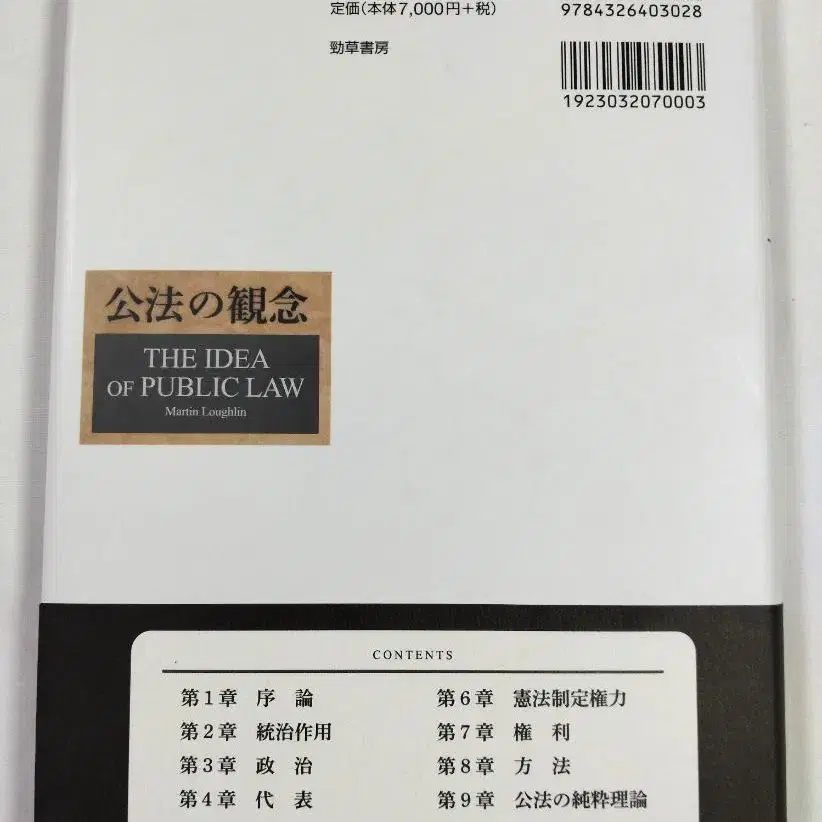 定価(本体7,000円+税)
9784326403028
勁草書房
1923032070003
公法の観念
THE IDEA
OF PUBLIC LAW
Martin Loughlin
CONTENTS
第1章 序 論
第2章 統治作用
第3章 政 治
第4章 代 表
第6章 憲法制定権力
第7章 権 利
第8章 方 法
第9章 公法の純粋理論